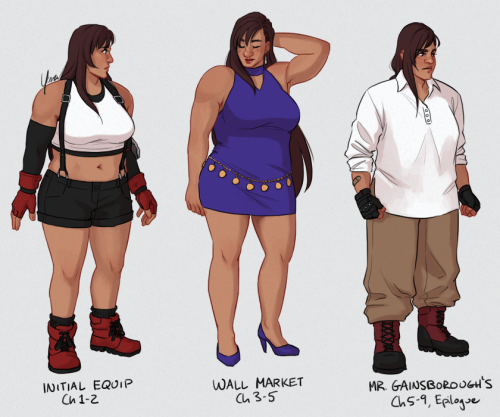 INITIAL EQUIP
Ch 1-2
WALL MARKET
Ch 3-5
MR GAINSBOROUGH'S
Ch5-9, Epilogue